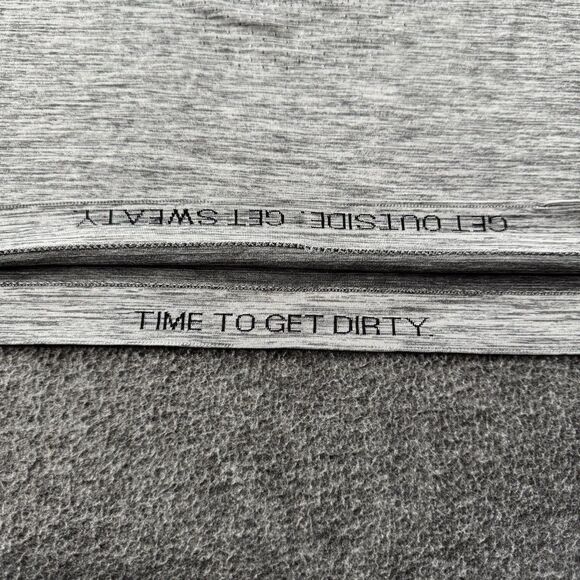 GET OUTSIDE. GET SWEATY.
TIME TO GET DIRTY.